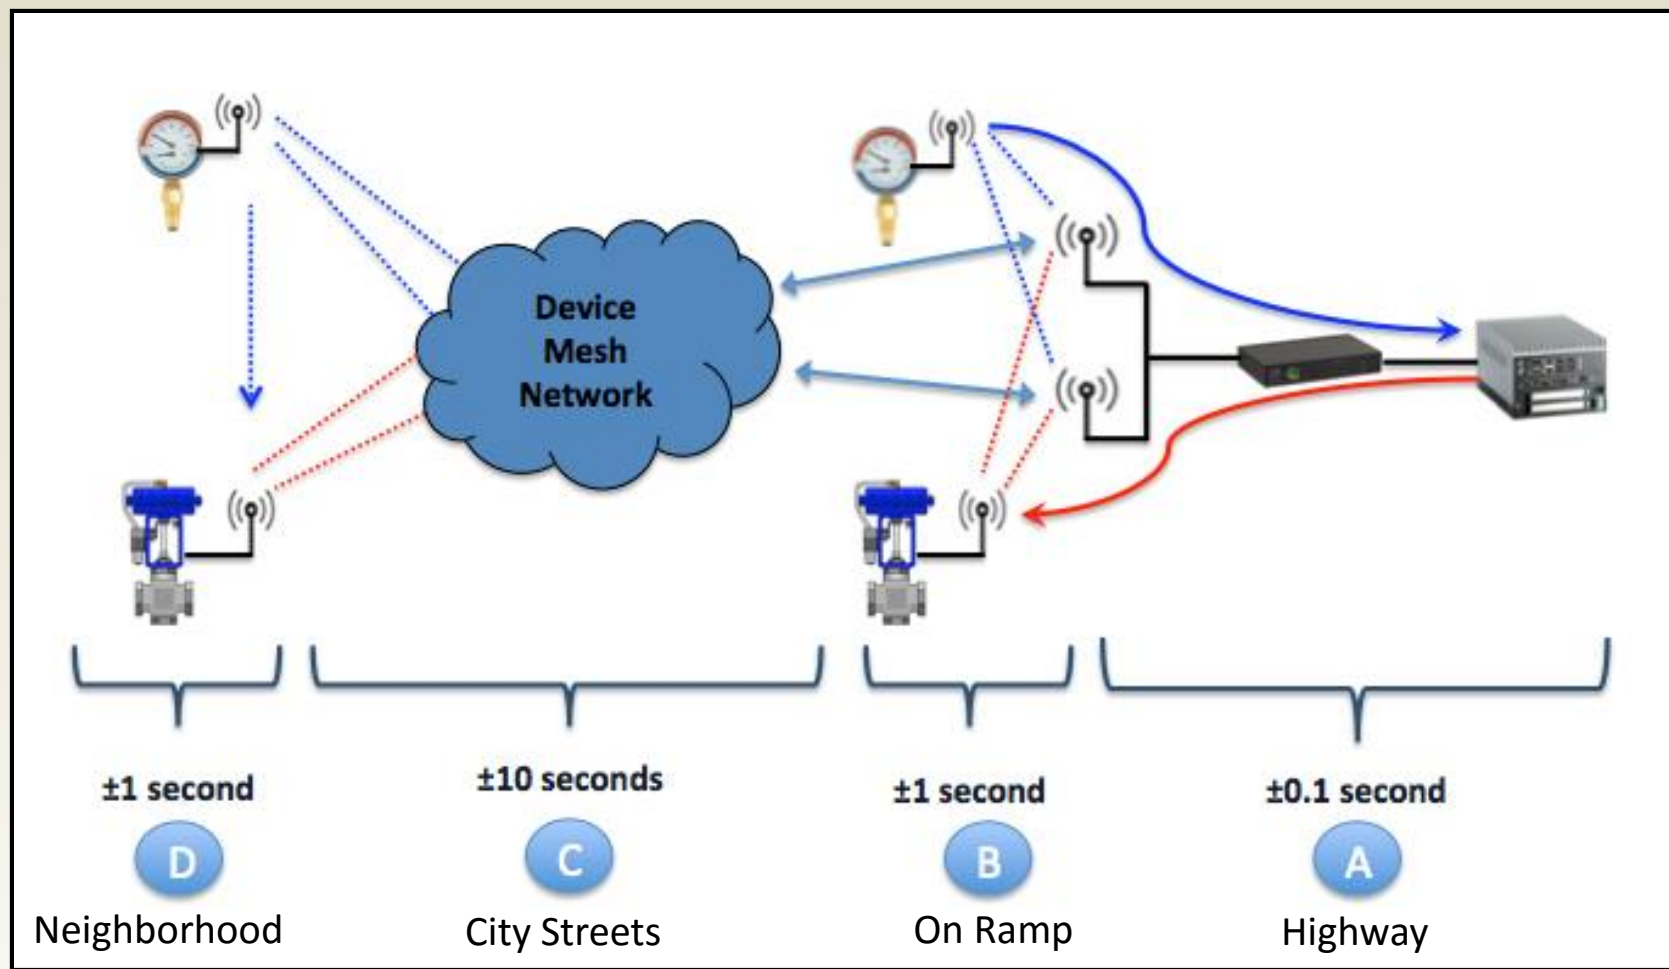 Device
Mesh
Network
±1 second
±10 seconds
±1 second
±0.1 second
D
C
B
A
Neighborhood
City Streets
On Ramp
Highway